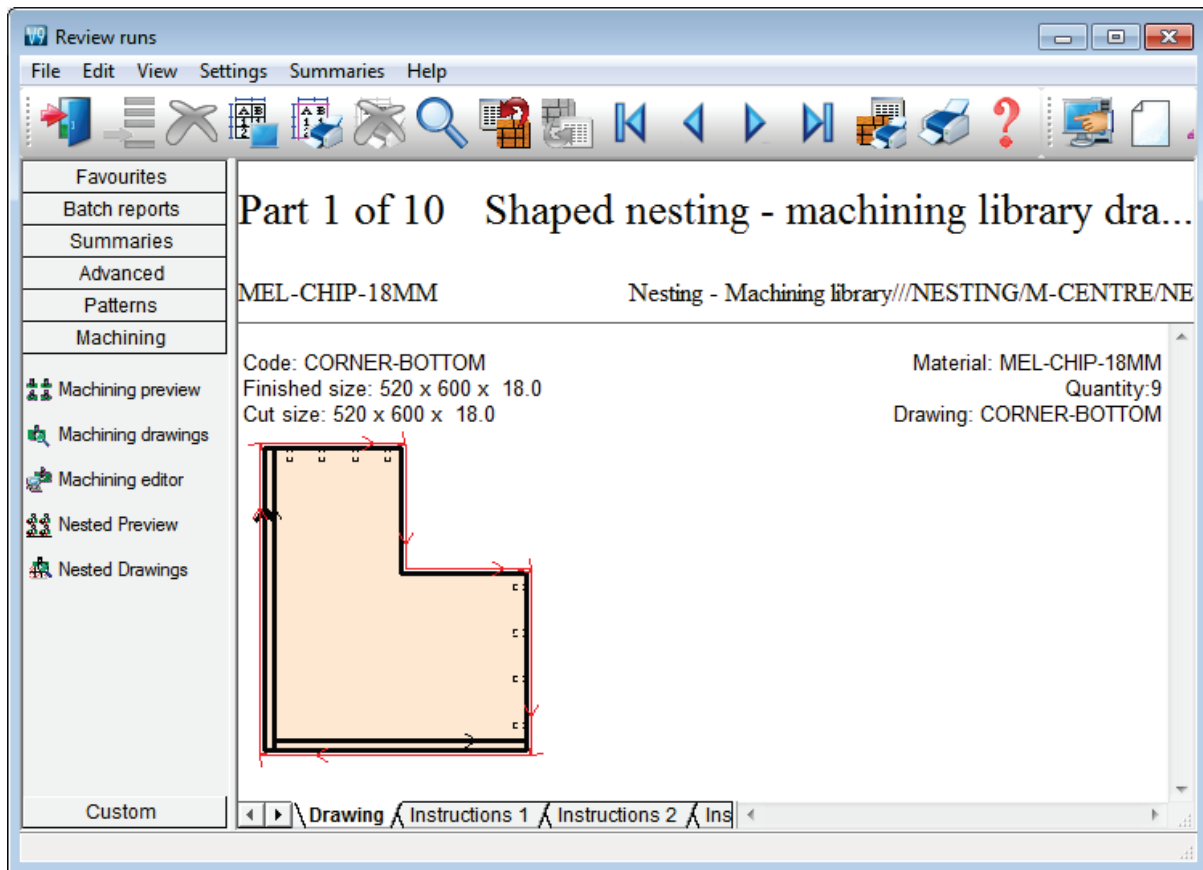 V9 Review runs
File Edit View Settings Summaries Help
Favourites
Batch reports
Summaries
Advanced
Patterns
Machining
Machining preview
Machining drawings
Machining editor
Nested Preview
Nested Drawings
Custom
Part 1 of 10 Shaped nesting - machining library dra...
MEL-CHIP-18MM Nesting - Machining library///NESTING/M-CENTRE/NE
Code: CORNER-BOTTOM Material: MEL-CHIP-18MM
Finished size: 520 x 600 x 18.0 Quantity:9
Cut size: 520 x 600 x 18.0 Drawing: CORNER-BOTTOM
Drawing Instructions 1 Instructions 2 Ins